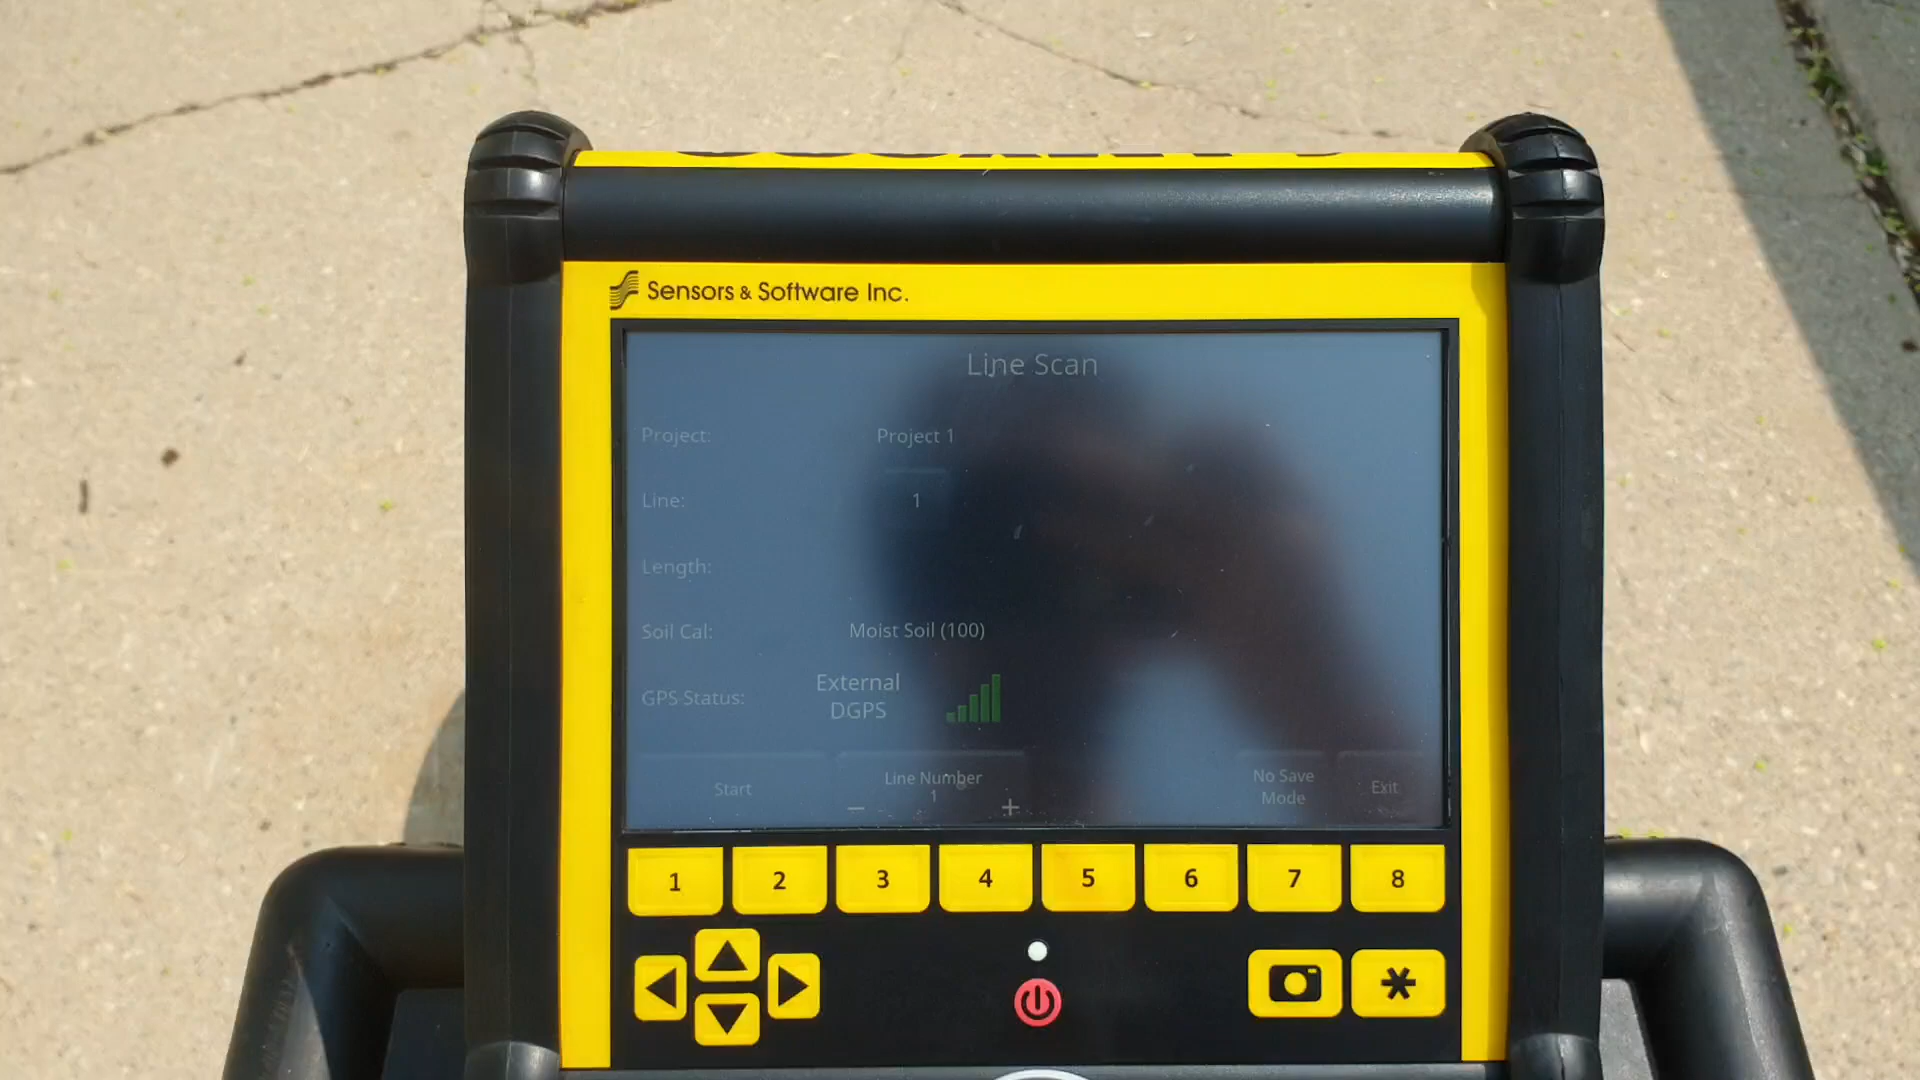 Sensors & Software Inc.
Line Scan
Project: Project 1
Line: 1
Length:
Soil Cal: Moist Soil (100)
GPS Status: External
DGPS
Start
Line Number
1
− +
No Save
Mode
Exit
1 2 3 4 5 6 7 8